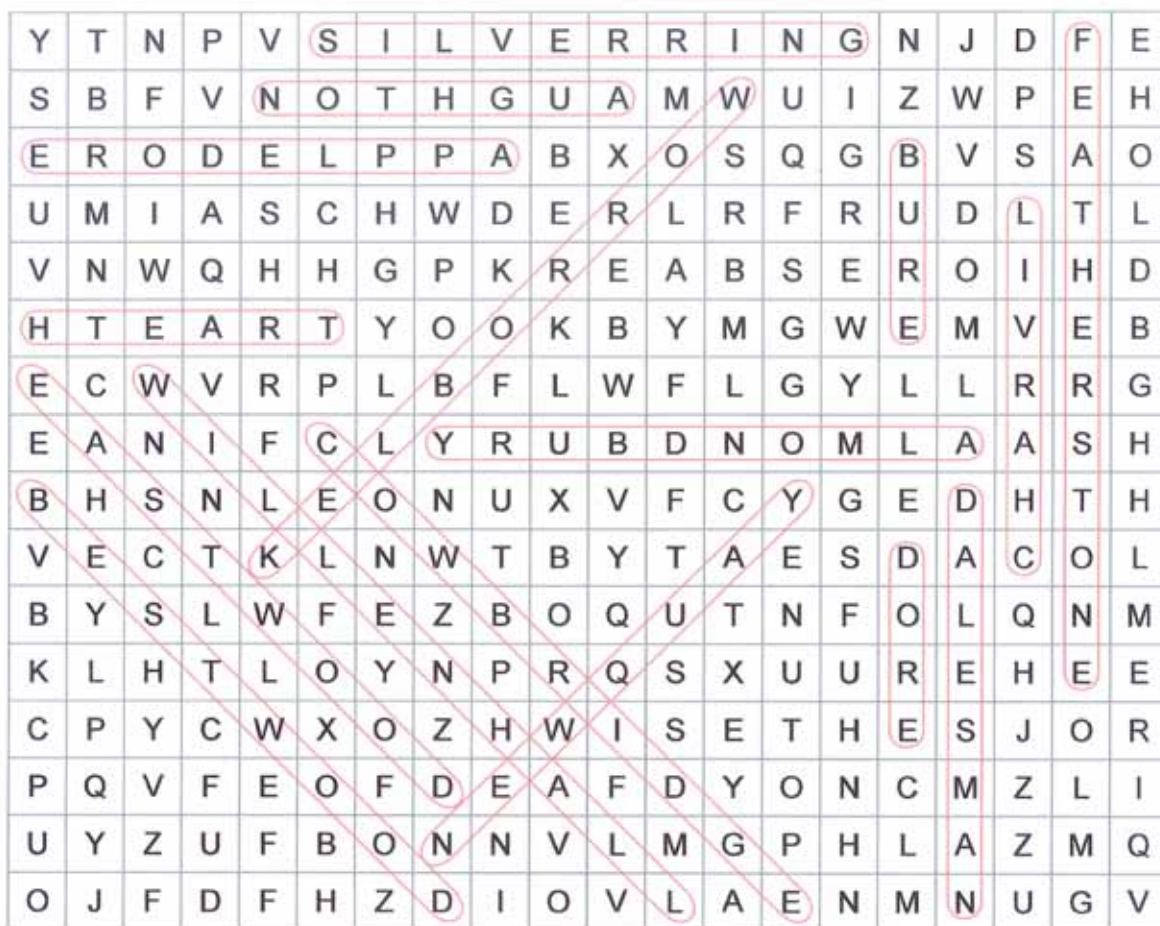 Y T N P V S I L V E R R I N G N J D F E
S B F V N O T H G U A M W U I Z W P E H
E R O D E L P P A B X O S Q G B V S A O
U M I A S C H W D E R L R F R U D L T L
V N W Q H H G P K R E A B S E R O I H D
H T E A R T Y O O K B Y M G W E M V E B
E C W V R P L B F L W F L G Y L L R R G
E A N I F C L Y R U B D N O M L A A S H
B H S N L E O N U X V F C Y G E D H T H
V E C T K L N W T B Y T A E S D A C O L
B Y S L W F E Z B O Q U T N F O L Q N M
K L H T L O Y N P R Q S X U U R E H E E
C P Y C W X O Z H W I S E T H E S J O R
P Q V F E O F D E A F D Y O N C M Z L I
U Y Z U F B O N N V L M G P H L A Z M Q
O J F D F H Z D I O V L A E N M N U G V